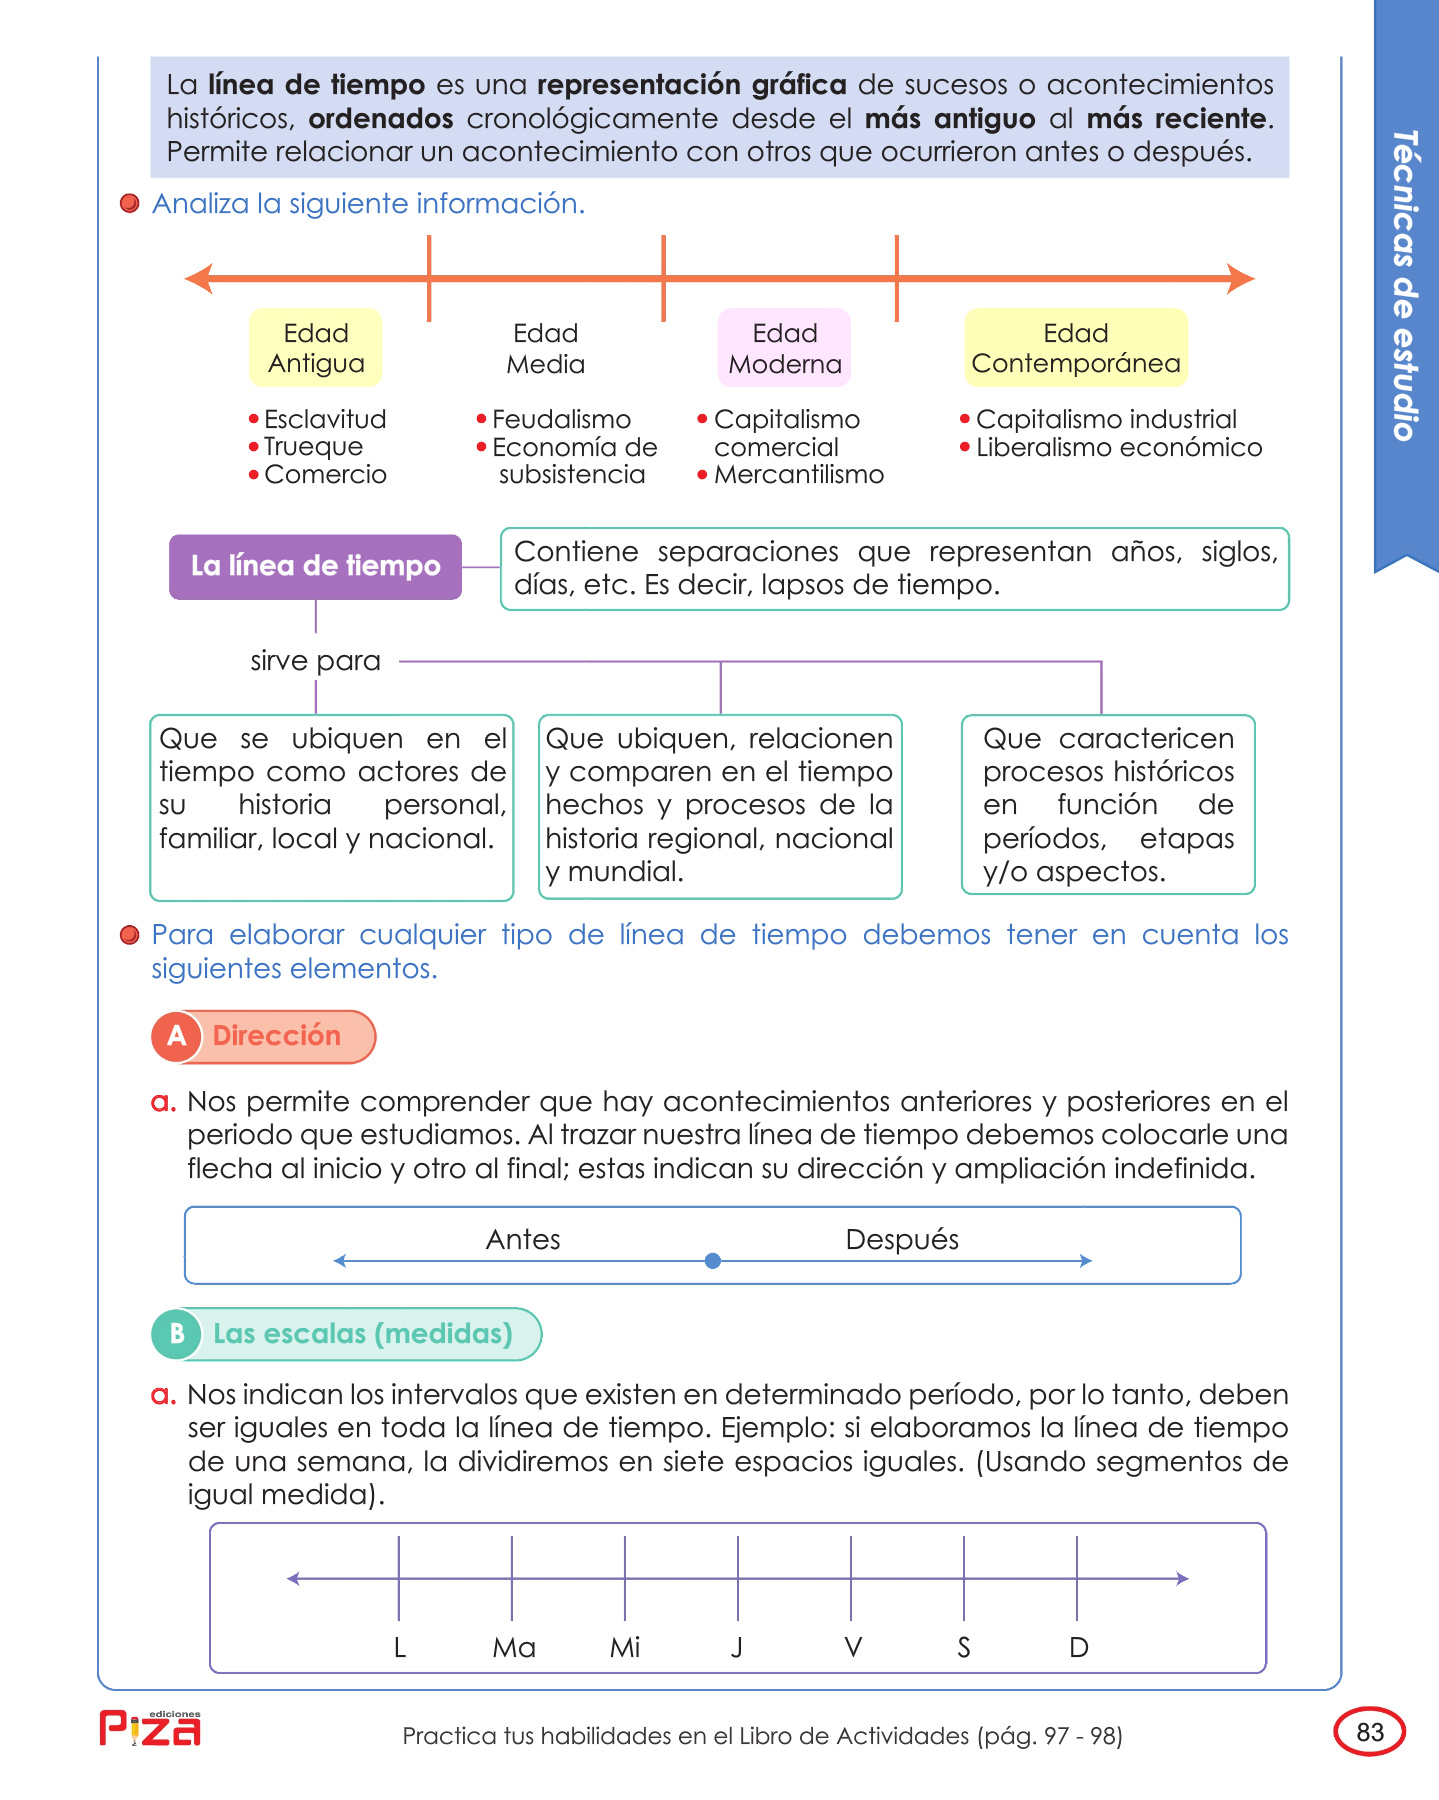 La línea de tiempo es una representación gráfica de sucesos o acontecimientos
históricos, ordenados cronológicamente desde el más antiguo al más reciente.
Permite relacionar un acontecimiento con otros que ocurrieron antes o después.
Técnicas de estudio
Analiza la siguiente información.
Edad
Antigua
• Esclavitud
• Trueque
• Comercio
Edad
Media
• Feudalismo
• Economía de
subsistencia
Edad
Moderna
• Capitalismo
comercial
• Mercantilismo
Edad
Contemporánea
• Capitalismo industrial
• Liberalismo económico
La línea de tiempo
Contiene separaciones que representan años, siglos,
días, etc. Es decir, lapsos de tiempo.
sirve para
Que se ubiquen en el
tiempo como actores de
su historia personal,
familiar, local y nacional.
Que ubiquen, relacionen
y comparen en el tiempo
hechos y procesos de la
historia regional, nacional
y mundial.
Que caractericen
procesos históricos
en función de
períodos, etapas
y/o aspectos.
Para elaborar cualquier tipo de línea de tiempo debemos tener en cuenta los
siguientes elementos.
A Dirección
a. Nos permite comprender que hay acontecimientos anteriores y posteriores en el
periodo que estudiamos. Al trazar nuestra línea de tiempo debemos colocarle una
flecha al inicio y otro al final; estas indican su dirección y ampliación indefinida.
Antes Después
B Las escalas (medidas)
a. Nos indican los intervalos que existen en determinado período, por lo tanto, deben
ser iguales en toda la línea de tiempo. Ejemplo: si elaboramos la línea de tiempo
de una semana, la dividiremos en siete espacios iguales. (Usando segmentos de
igual medida).
L Ma Mi J V S D
ediciones
Piza
Practica tus habilidades en el Libro de Actividades (pág. 97 - 98)
83